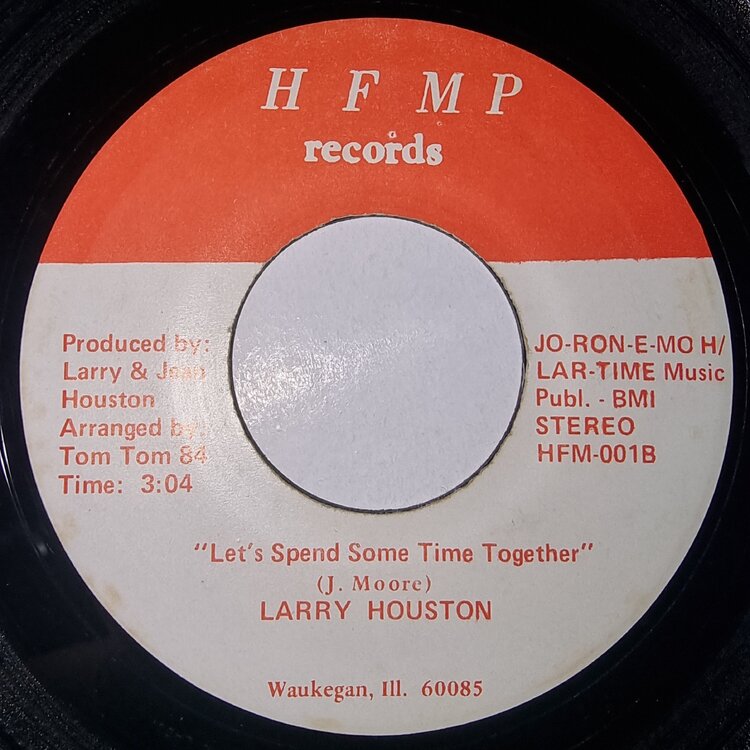 H F M P
records
Produced by:
Larry & Jean
Houston
Arranged by
Tom Tom 84
Time: 3:04
JO-RON-E-MO H/
LAR-TIME Music
Publ. - BMI
STEREO
HFM-001B
"Let's Spend Some Time Together"
(J. Moore)
LARRY HOUSTON
Waukegan, Ill. 60085